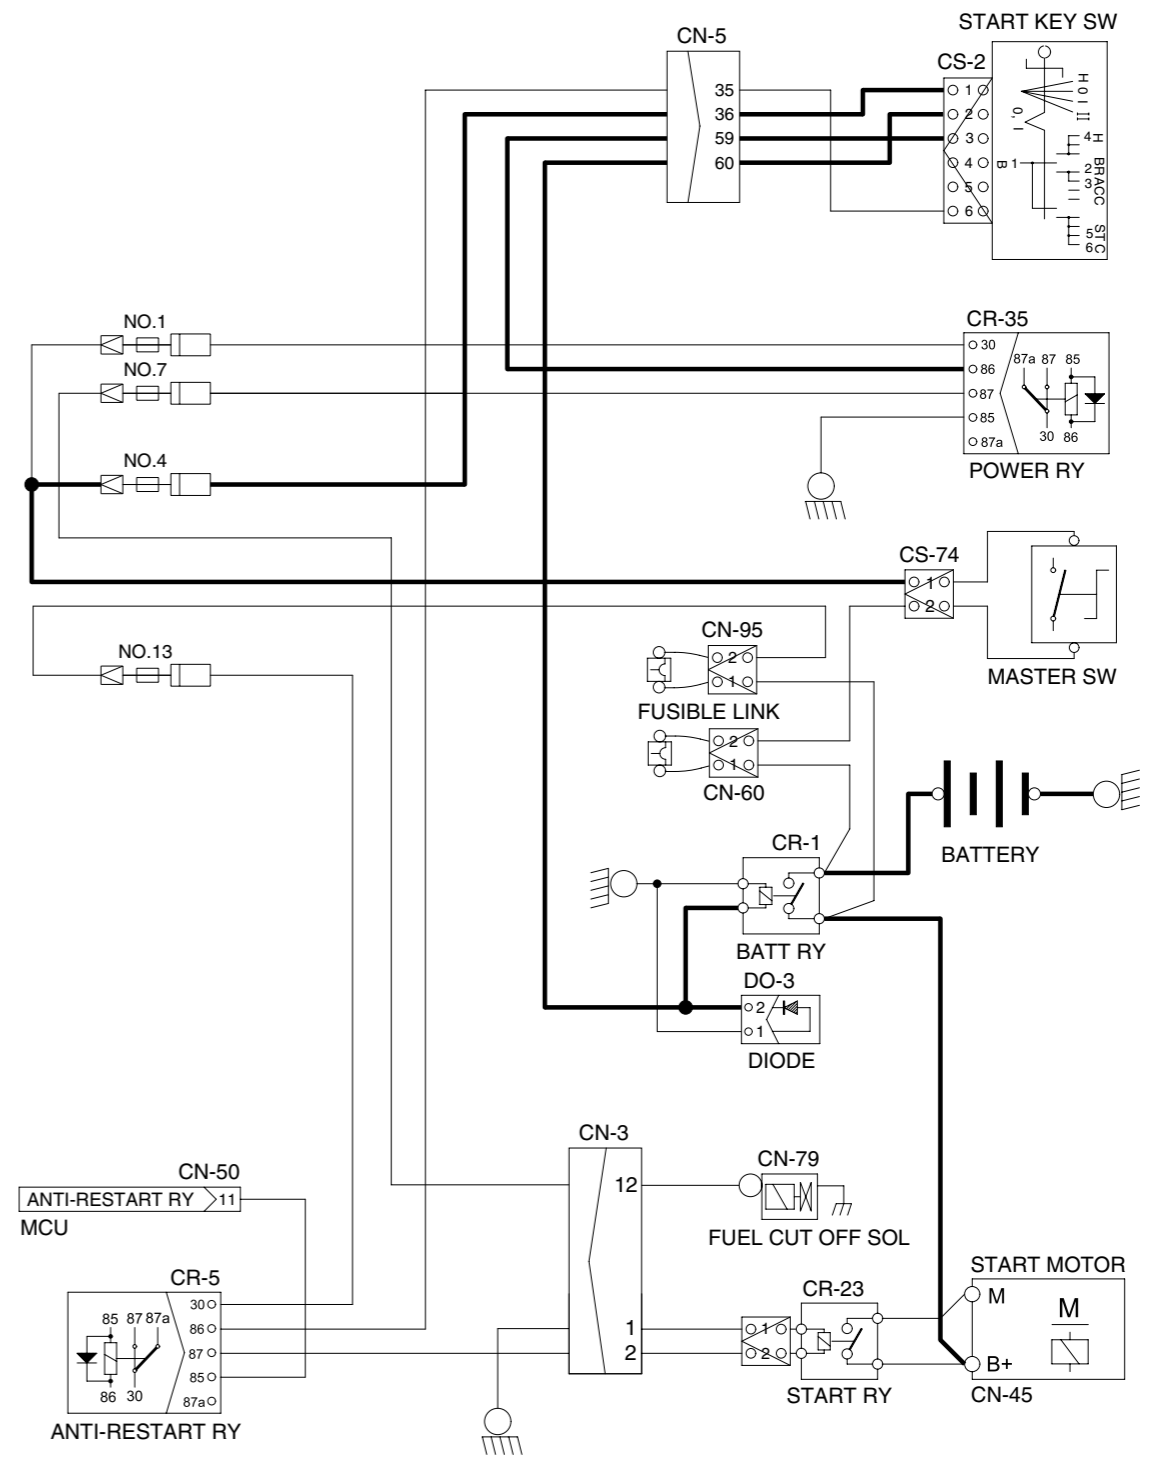 START KEY SW
CN-5
CS-2
35
36
59
60
1
2
3
4
5
6
H
0
I
II
0, I
4 H
B 1
2 BR
3 ACC
5 ST
6 C
NO.1
NO.7
NO.4
CR-35
30
86
87
85
87a
87a 87 85
30 86
POWER RY
CS-74
1
2
MASTER SW
NO.13
CN-95
2
1
FUSIBLE LINK
2
1
CN-60
BATTERY
CR-1
BATT RY
DO-3
2
1
DIODE
CN-3
12
1
2
CN-79
FUEL CUT OFF SOL
CN-50
ANTI-RESTART RY 11
MCU
CR-5
30
86
87
85
87a
85 87 87a
86 30
ANTI-RESTART RY
CR-23
1
2
START RY
START MOTOR
M
M
B+
CN-45